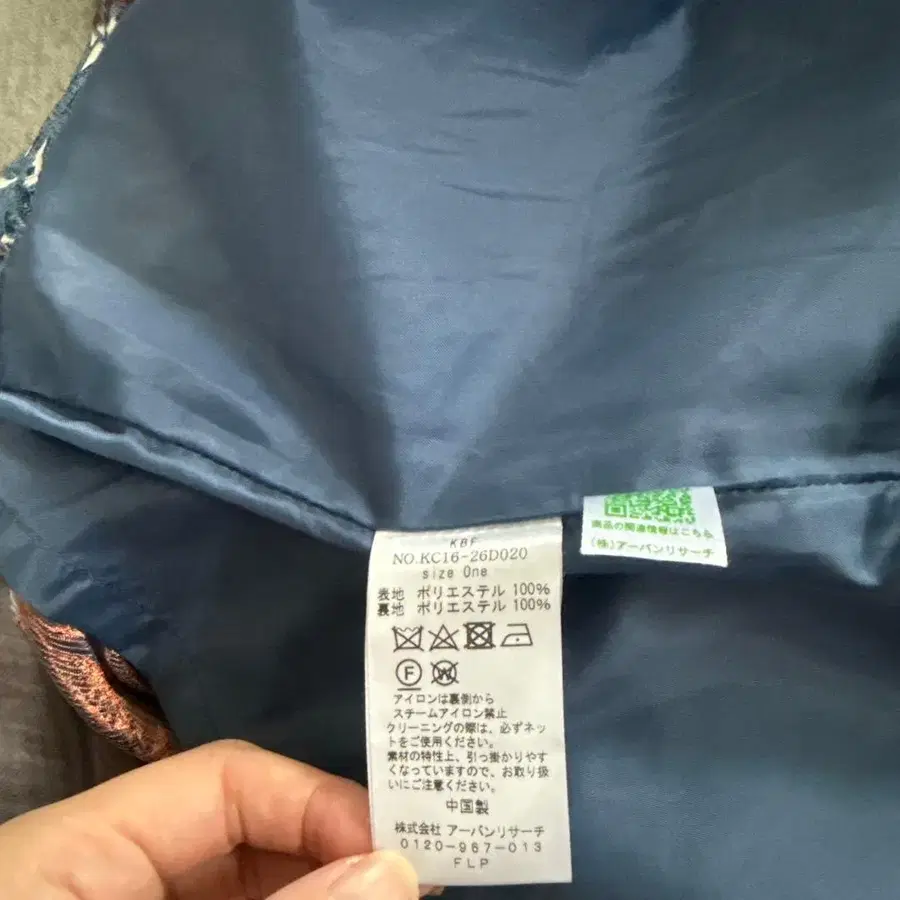 商品の関連情報はこちら
(株)アーバンリサーチ
KBF
NO.KC16-26D020
size One
表地 ポリエステル 100%
裏地 ポリエステル 100%
F
W
アイロンは裏側から
スチームアイロン禁止
クリーニングの際は、必ずネッ
トをご使用ください。
素材の特性上、引っ掛かりやす
くなっていますので、お取り扱
いにご注意ください。
中国製
株式会社 アーバンリサーチ
0120-967-013
FLP